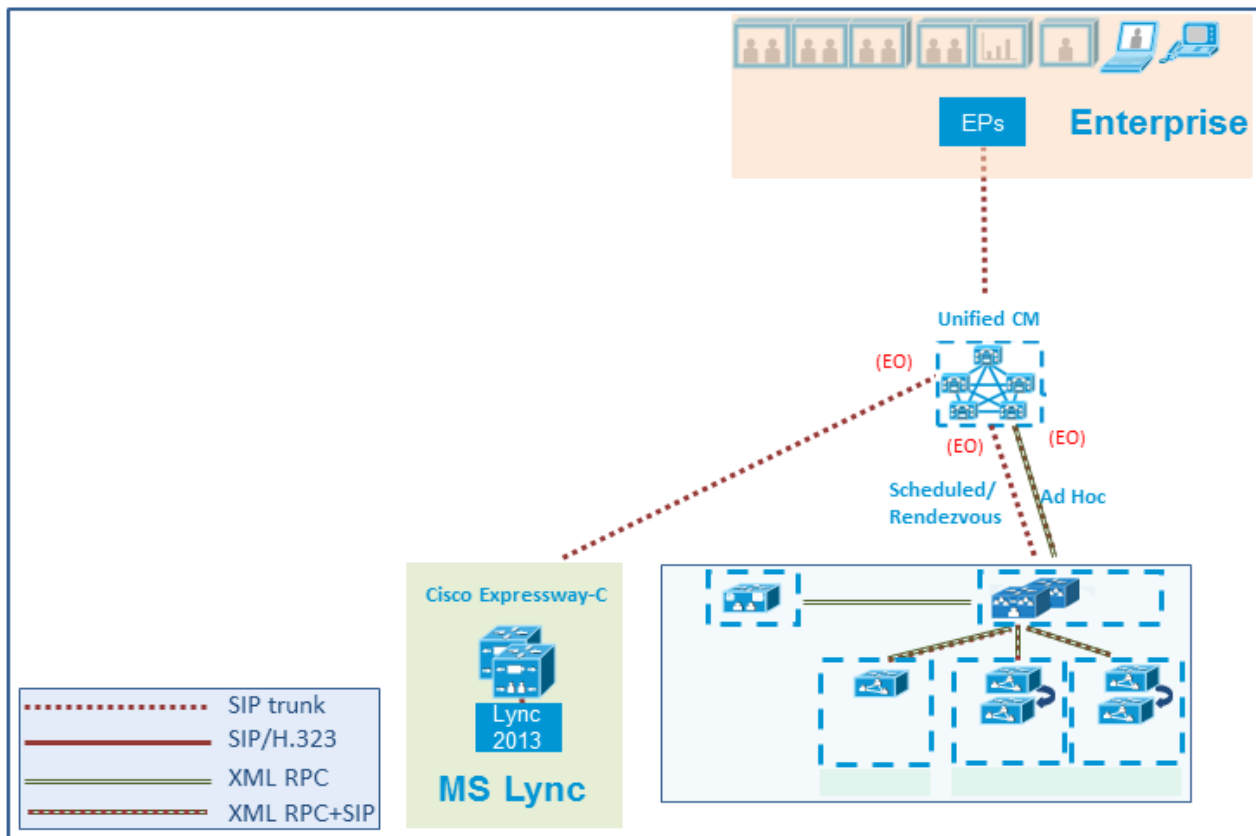 EPs
Enterprise
Unified CM
(EO)
(EO)
(EO)
Scheduled/
Rendezvous
Ad Hoc
Cisco Expressway-C
Lync
2013
MS Lync
SIP trunk
SIP/H.323
XML RPC
XML RPC+SIP